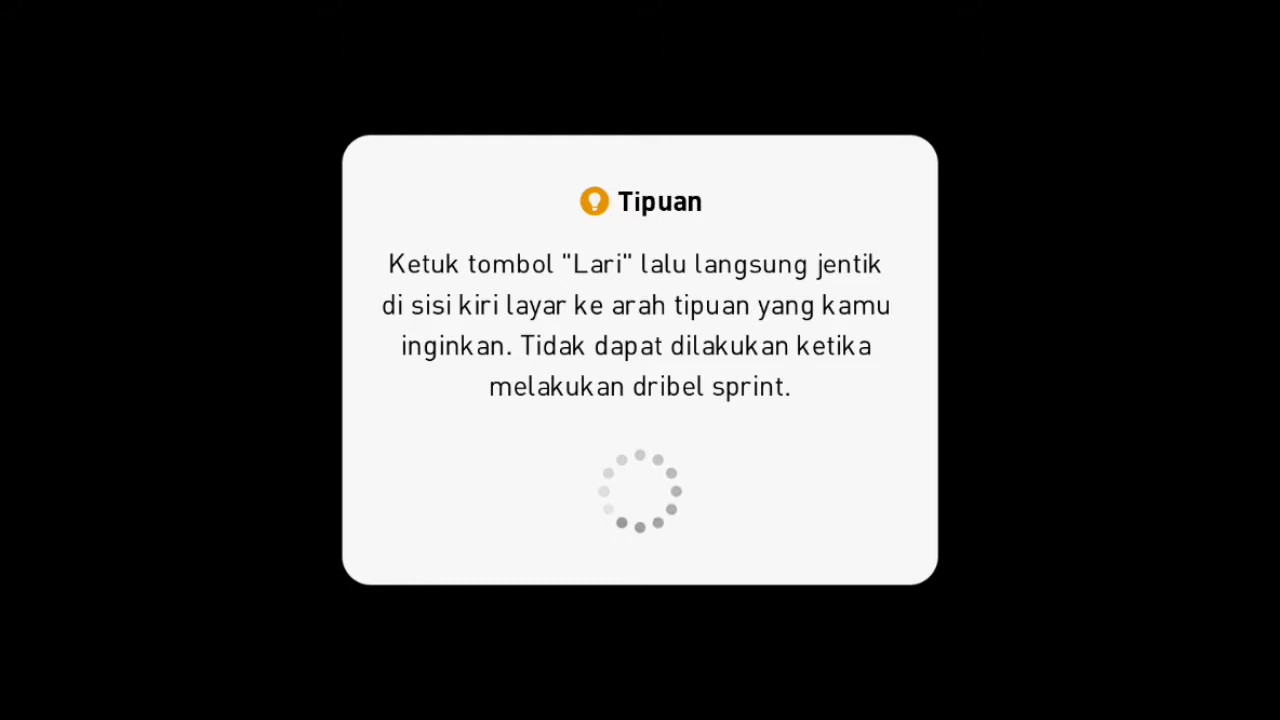 Tipuan
Ketuk tombol "Lari" lalu langsung jentik
di sisi kiri layar ke arah tipuan yang kamu
inginkan. Tidak dapat dilakukan ketika
melakukan dribel sprint.